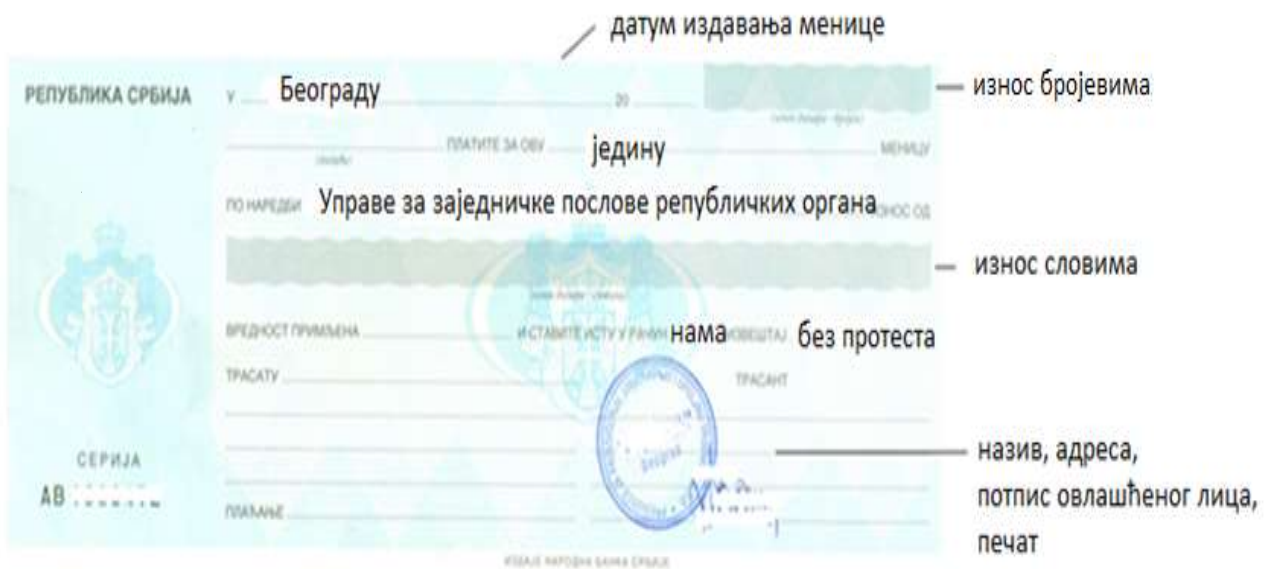 датум издавања менице
РЕПУБЛИКА СРБИЈА
У Београду 20
износ бројевима
ПЛАТИТЕ ЗА ОВУ једину МЕНИЦУ
ПО НАРЕДБИ Управе за заједничке послове републичких органа ИЗНОС ОД
износ словима
ВРЕДНОСТ ПРИМЉЕНА И СТАВИТЕ ИСТУ У РАЧУН нама ИЗВЕШТАЈ без протеста
ТРАСАТУ ТРАСАНТ
СЕРИЈА
АВ
назив, адреса,
потпис овлашћеног лица,
печат
ПЛАЋАЊЕ
ИЗДАЈЕ НАРОДНА БАНКА СРБИЈЕ